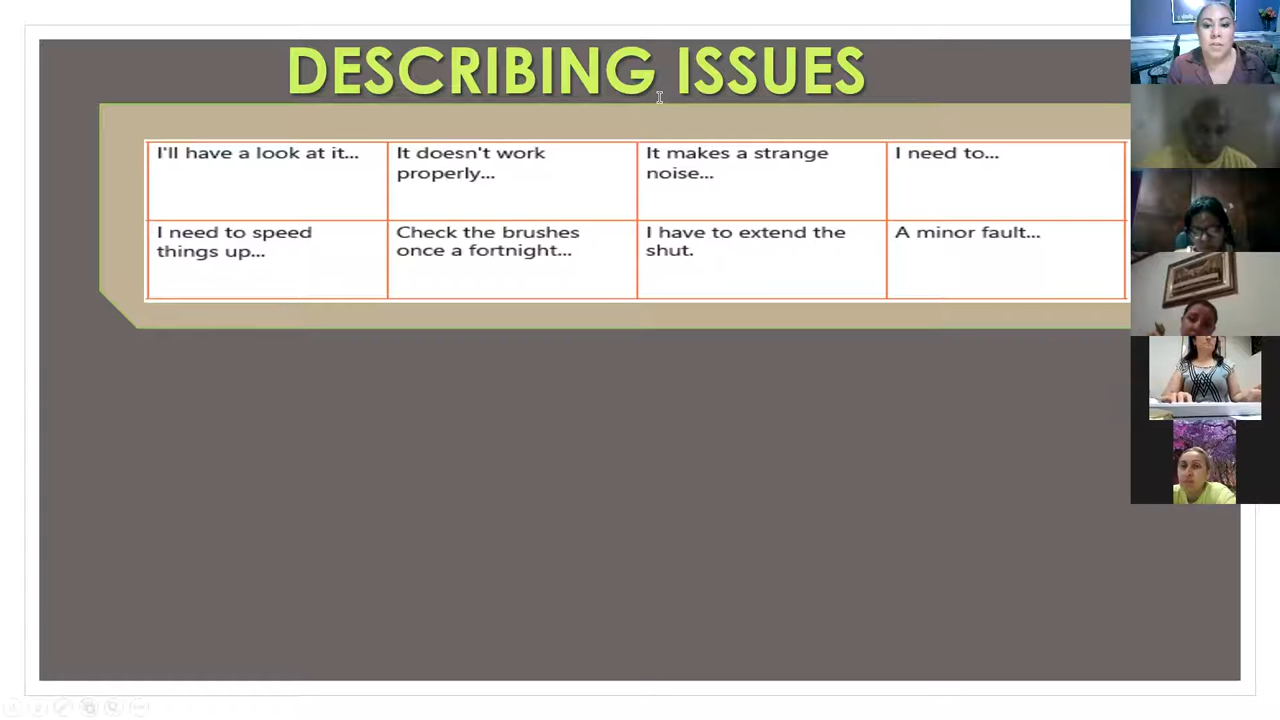 DESCRIBING ISSUES
I'll have a look at it...
It doesn't work
properly...
It makes a strange
noise...
I need to...
I need to speed
things up...
Check the brushes
once a fortnight...
I have to extend the
shut.
A minor fault...